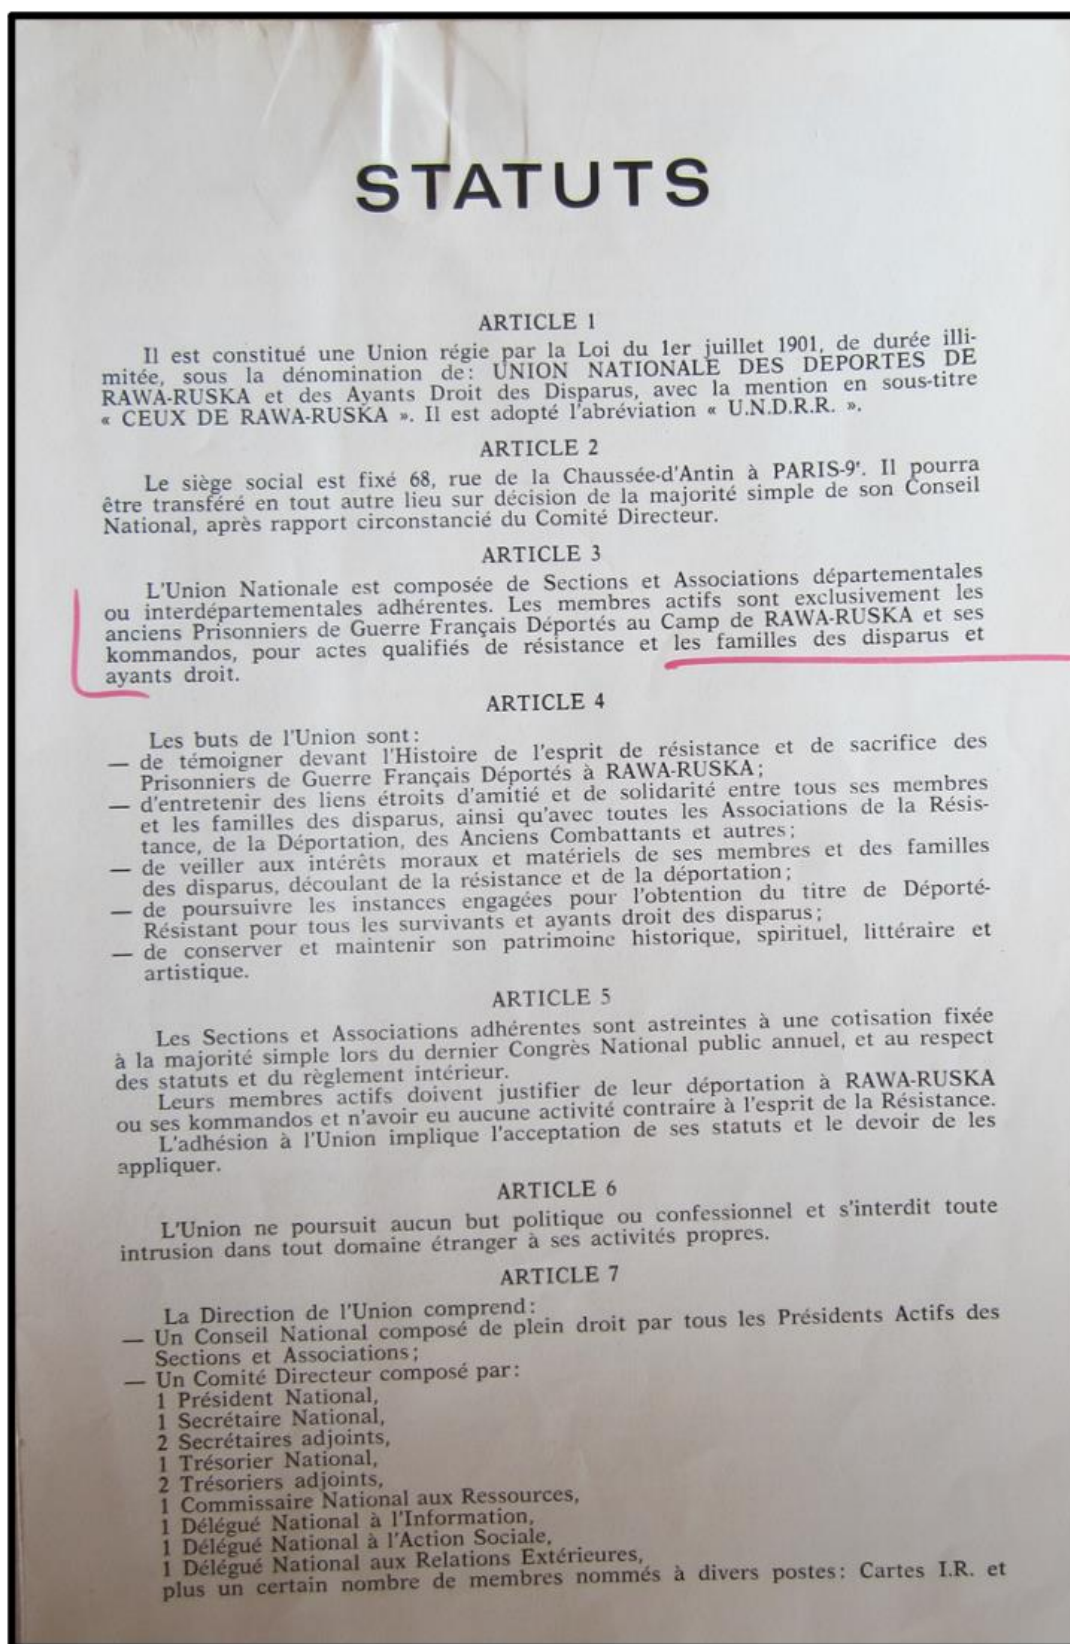 STATUTS
ARTICLE 1
Il est constitué une Union régie par la Loi du 1er juillet 1901, de durée illi-
mitée, sous la dénomination de: UNION NATIONALE DES DEPORTES DE
RAWA-RUSKA et des Ayants Droit des Disparus, avec la mention en sous-titre
« CEUX DE RAWA-RUSKA ». Il est adopté l'abréviation « U.N.D.R.R. ».
ARTICLE 2
Le siège social est fixé 68, rue de la Chaussée-d'Antin à PARIS-9e. Il pourra
être transféré en tout autre lieu sur décision de la majorité simple de son Conseil
National, après rapport circonstancié du Comité Directeur.
ARTICLE 3
L'Union Nationale est composée de Sections et Associations départementales
ou interdépartementales adhérentes. Les membres actifs sont exclusivement les
anciens Prisonniers de Guerre Français Déportés au Camp de RAWA-RUSKA et ses
kommandos, pour actes qualifiés de résistance et les familles des disparus et
ayants droit.
ARTICLE 4
Les buts de l'Union sont:
— de témoigner devant l'Histoire de l'esprit de résistance et de sacrifice des
Prisonniers de Guerre Français Déportés à RAWA-RUSKA;
— d'entretenir des liens étroits d'amitié et de solidarité entre tous ses membres
et les familles des disparus, ainsi qu'avec toutes les Associations de la Résis-
tance, de la Déportation, des Anciens Combattants et autres;
— de veiller aux intérêts moraux et matériels de ses membres et des familles
des disparus, découlant de la résistance et de la déportation;
— de poursuivre les instances engagées pour l'obtention du titre de Déporté-
Résistant pour tous les survivants et ayants droit des disparus;
— de conserver et maintenir son patrimoine historique, spirituel, littéraire et
artistique.
ARTICLE 5
Les Sections et Associations adhérentes sont astreintes à une cotisation fixée
à la majorité simple lors du dernier Congrès National public annuel, et au respect
des statuts et du règlement intérieur.
Leurs membres actifs doivent justifier de leur déportation à RAWA-RUSKA
ou ses kommandos et n'avoir eu aucune activité contraire à l'esprit de la Résistance.
L'adhésion à l'Union implique l'acceptation de ses statuts et le devoir de les
appliquer.
ARTICLE 6
L'Union ne poursuit aucun but politique ou confessionnel et s'interdit toute
intrusion dans tout domaine étranger à ses activités propres.
ARTICLE 7
La Direction de l'Union comprend:
— Un Conseil National composé de plein droit par tous les Présidents Actifs des
Sections et Associations;
— Un Comité Directeur composé par:
1 Président National,
1 Secrétaire National,
2 Secrétaires adjoints,
1 Trésorier National,
2 Trésoriers adjoints,
1 Commissaire National aux Ressources,
1 Délégué National à l'Information,
1 Délégué National à l'Action Sociale,
1 Délégué National aux Relations Extérieures,
plus un certain nombre de membres nommés à divers postes: Cartes I.R. et